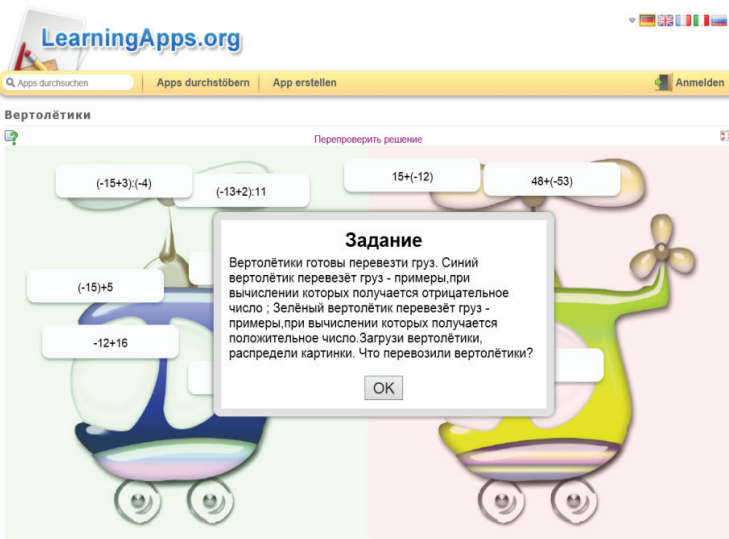 LearningApps.org
Apps durchsuchen
Apps durchstöbern
App erstellen
Anmelden
Вертолётики
Перепроверить решение
(-15+3):(-4)
(-13+2):11
15+(-12)
48+(-53)
(-15)+5
-12+16
Задание
Вертолётики готовы перевезти груз. Синий
вертолётик перевезёт груз - примеры,при
вычислении которых получается отрицательное
число ; Зелёный вертолётик перевезёт груз -
примеры,при вычислении которых получается
положительное число.Загрузи вертолётики,
распредели картинки. Что перевозили вертолётики?
OK